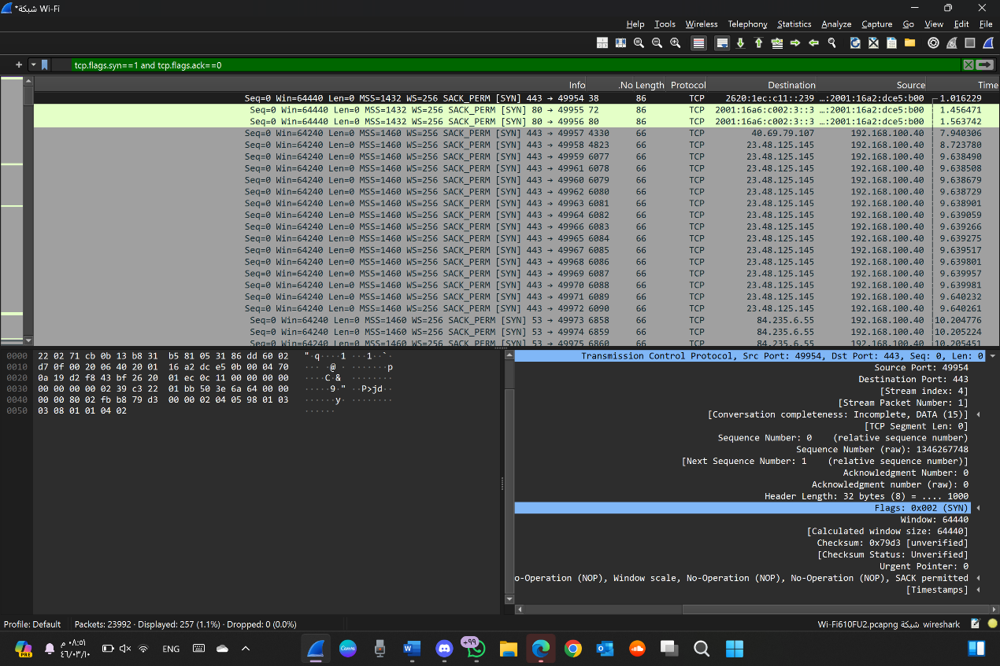 *شبكة Wi-Fi
Help Tools Wireless Telephony Statistics Analyze Capture Go View Edit File
tcp.flags.syn==1 and tcp.flags.ack==0
Info No. Length Protocol Destination Source Time
Seq=0 Win=64440 Len=0 MSS=1432 WS=256 SACK_PERM [SYN] 443 → 49954 38 86 TCP 2620:1ec:c11::239 …:2001:16a2:dce5:b00 1.016229
Seq=0 Win=64440 Len=0 MSS=1432 WS=256 SACK_PERM [SYN] 80 → 49955 72 86 TCP 2001:16a6:c002:3::3 …:2001:16a2:dce5:b00 1.456471
Seq=0 Win=64440 Len=0 MSS=1432 WS=256 SACK_PERM [SYN] 80 → 49956 80 86 TCP 2001:16a6:c002:3::3 …:2001:16a2:dce5:b00 1.563742
Seq=0 Win=64240 Len=0 MSS=1460 WS=256 SACK_PERM [SYN] 443 → 49957 4330 66 TCP 40.69.79.107 192.168.100.40 7.940306
Seq=0 Win=64240 Len=0 MSS=1460 WS=256 SACK_PERM [SYN] 443 → 49958 4823 66 TCP 23.48.125.145 192.168.100.40 8.723780
Seq=0 Win=64240 Len=0 MSS=1460 WS=256 SACK_PERM [SYN] 443 → 49959 6077 66 TCP 23.48.125.145 192.168.100.40 9.638490
Seq=0 Win=64240 Len=0 MSS=1460 WS=256 SACK_PERM [SYN] 443 → 49961 6078 66 TCP 23.48.125.145 192.168.100.40 9.638508
Seq=0 Win=64240 Len=0 MSS=1460 WS=256 SACK_PERM [SYN] 443 → 49960 6079 66 TCP 23.48.125.145 192.168.100.40 9.638679
Seq=0 Win=64240 Len=0 MSS=1460 WS=256 SACK_PERM [SYN] 443 → 49962 6080 66 TCP 23.48.125.145 192.168.100.40 9.638729
Seq=0 Win=64240 Len=0 MSS=1460 WS=256 SACK_PERM [SYN] 443 → 49963 6081 66 TCP 23.48.125.145 192.168.100.40 9.638901
Seq=0 Win=64240 Len=0 MSS=1460 WS=256 SACK_PERM [SYN] 443 → 49964 6082 66 TCP 23.48.125.145 192.168.100.40 9.639059
Seq=0 Win=64240 Len=0 MSS=1460 WS=256 SACK_PERM [SYN] 443 → 49966 6083 66 TCP 23.48.125.145 192.168.100.40 9.639266
Seq=0 Win=64240 Len=0 MSS=1460 WS=256 SACK_PERM [SYN] 443 → 49965 6084 66 TCP 23.48.125.145 192.168.100.40 9.639275
Seq=0 Win=64240 Len=0 MSS=1460 WS=256 SACK_PERM [SYN] 443 → 49967 6085 66 TCP 23.48.125.145 192.168.100.40 9.639517
Seq=0 Win=64240 Len=0 MSS=1460 WS=256 SACK_PERM [SYN] 443 → 49968 6086 66 TCP 23.48.125.145 192.168.100.40 9.639801
Seq=0 Win=64240 Len=0 MSS=1460 WS=256 SACK_PERM [SYN] 443 → 49969 6087 66 TCP 23.48.125.145 192.168.100.40 9.639957
Seq=0 Win=64240 Len=0 MSS=1460 WS=256 SACK_PERM [SYN] 443 → 49970 6088 66 TCP 23.48.125.145 192.168.100.40 9.639981
Seq=0 Win=64240 Len=0 MSS=1460 WS=256 SACK_PERM [SYN] 443 → 49971 6089 66 TCP 23.48.125.145 192.168.100.40 9.640232
Seq=0 Win=64240 Len=0 MSS=1460 WS=256 SACK_PERM [SYN] 443 → 49972 6090 66 TCP 23.48.125.145 192.168.100.40 9.640261
Seq=0 Win=64240 Len=0 MSS=1460 WS=256 SACK_PERM [SYN] 53 → 49973 6858 66 TCP 84.235.6.55 192.168.100.40 10.204776
Seq=0 Win=64240 Len=0 MSS=1460 WS=256 SACK_PERM [SYN] 53 → 49974 6859 66 TCP 84.235.6.55 192.168.100.40 10.205224
Seq=0 Win=64240 Len=0 MSS=1460 WS=256 SACK_PERM [SYN] 53 → 49975 6860 66 TCP 84.235.6.55 192.168.100.40 10.205451
0000 22 02 71 cb 0b 13 b8 31 b5 81 05 31 86 dd 60 02 "·q····1 ···1··`·
0010 d7 0f 00 20 06 40 20 01 16 a2 dc e5 0b 00 04 70 ··· ·@ · ·······p
0020 0a 19 d2 f8 43 bf 26 20 01 ec 0c 11 00 00 00 00 ····C·& ········
0030 00 00 00 00 02 39 c3 22 01 bb 50 3e 6a 64 00 00 ·····9·" ··P>jd··
0040 00 00 80 02 fb b8 79 d3 00 00 02 04 05 98 01 03 ······y· ········
0050 03 08 01 01 04 02 ······
Transmission Control Protocol, Src Port: 49954, Dst Port: 443, Seq: 0, Len: 0
Source Port: 49954
Destination Port: 443
[Stream index: 4]
[Stream Packet Number: 1]
[Conversation completeness: Incomplete, DATA (15)]
[TCP Segment Len: 0]
Sequence Number: 0 (relative sequence number)
Sequence Number (raw): 1346267748
[Next Sequence Number: 1 (relative sequence number)]
Acknowledgment Number: 0
Acknowledgment number (raw): 0
Header Length: 32 bytes (8) = .... 1000
Flags: 0x002 (SYN)
Window: 64440
[Calculated window size: 64440]
Checksum: 0x79d3 [unverified]
[Checksum Status: Unverified]
Urgent Pointer: 0
o-Operation (NOP), Window scale, No-Operation (NOP), No-Operation (NOP), SACK permitted
[Timestamps]
Profile: Default Packets: 23992 · Displayed: 257 (1.1%) · Dropped: 0 (0.0%) Wi-Fi610FU2.pcapng شبكة wireshark
PRE ٠٨:٥١ م ENG Canva +٩٩
٤٦/٠٣/١٠